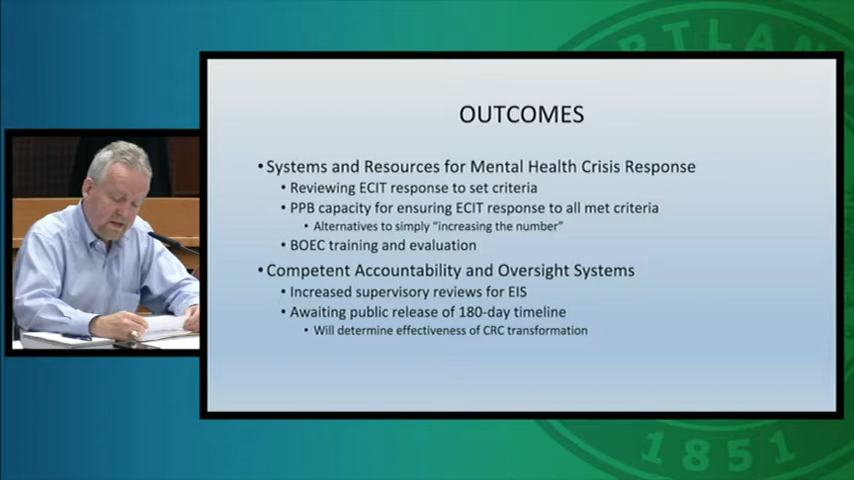 PORTLAN
OUTCOMES
• Systems and Resources for Mental Health Crisis Response
• Reviewing ECIT response to set criteria
• PPB capacity for ensuring ECIT response to all met criteria
• Alternatives to simply “increasing the number”
• BOEC training and evaluation
• Competent Accountability and Oversight Systems
• Increased supervisory reviews for EIS
• Awaiting public release of 180-day timeline
• Will determine effectiveness of CRC transformation
1851